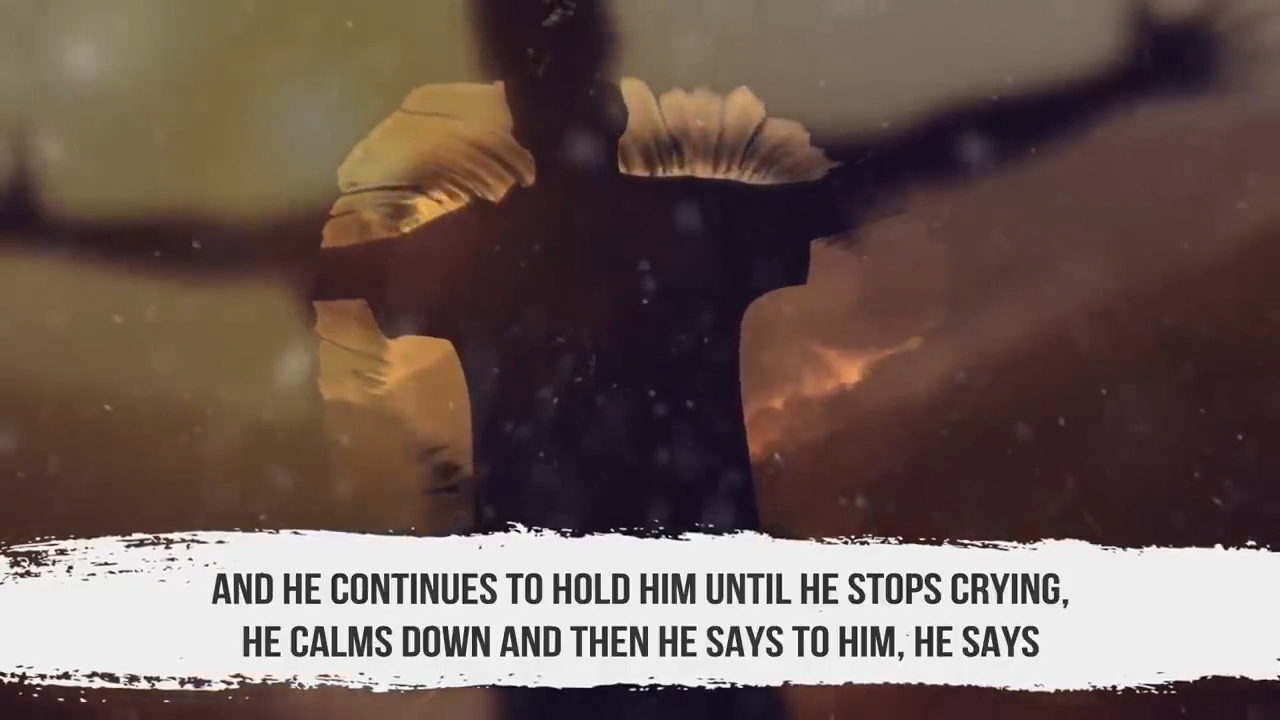 AND HE CONTINUES TO HOLD HIM UNTIL HE STOPS CRYING,
HE CALMS DOWN AND THEN HE SAYS TO HIM, HE SAYS